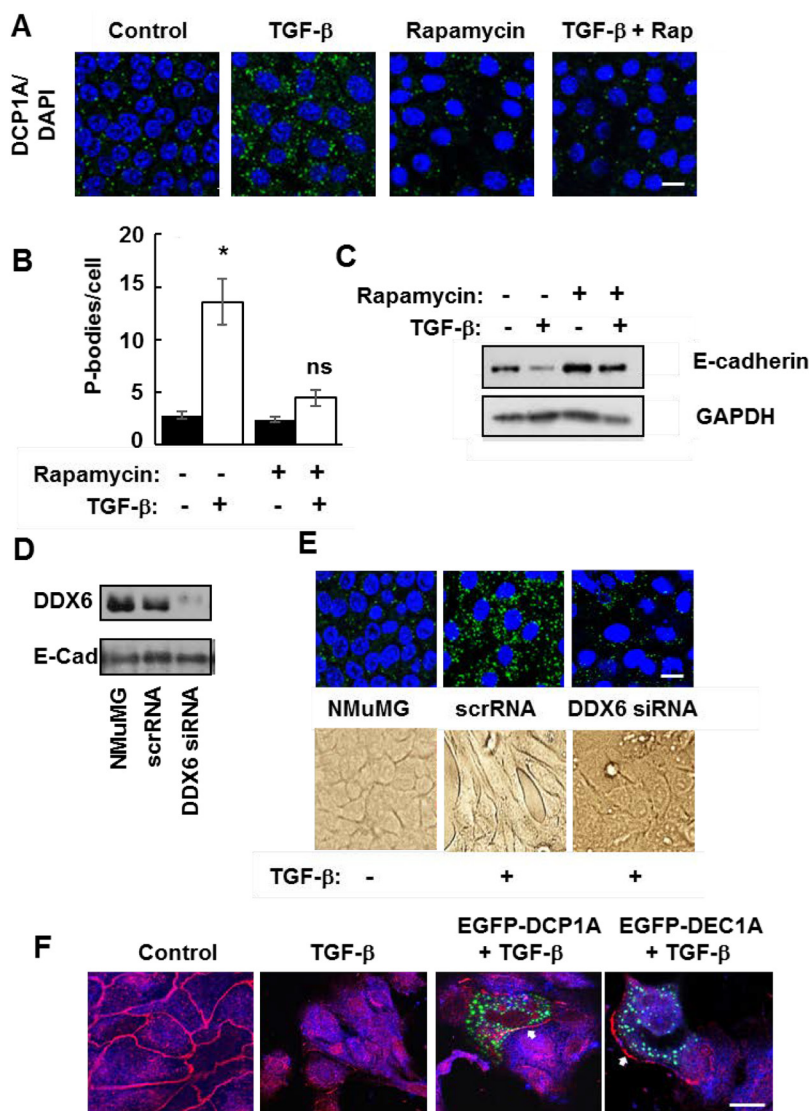 A
Control TGF-β Rapamycin TGF-β + Rap
DCP1A/
DAPI
B
P-bodies/cell
20
15
10
5
0
*
ns
Rapamycin: - - + +
TGF-β: - + - +
C
Rapamycin: - - + +
TGF-β: - + - +
E-cadherin
GAPDH
D
DDX6
E-Cad
NMuMG
scrRNA
DDX6 siRNA
E
NMuMG scrRNA DDX6 siRNA
TGF-β: - + +
F
Control TGF-β EGFP-DCP1A + TGF-β EGFP-DEC1A + TGF-β